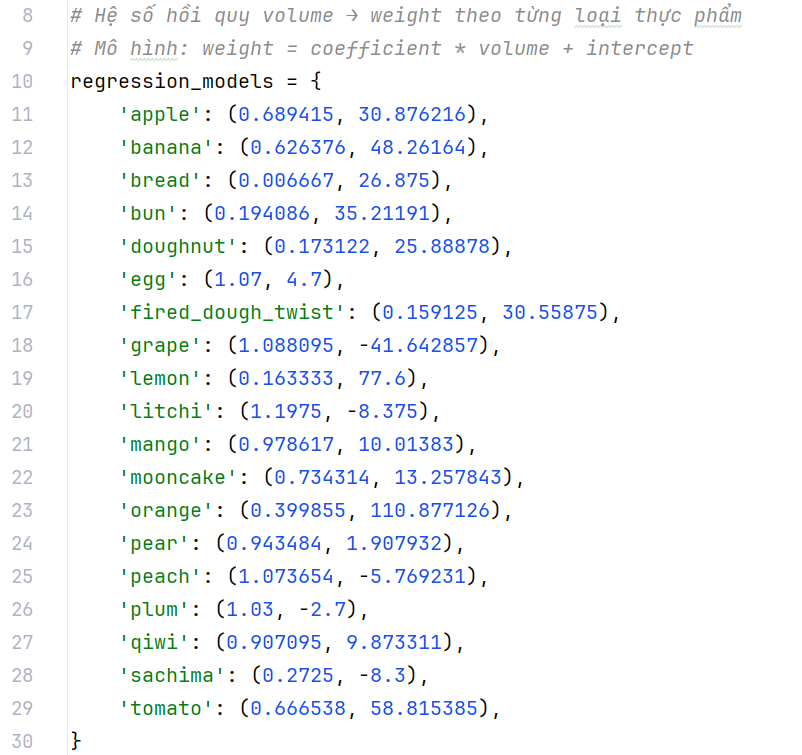 8 # Hệ số hồi quy volume → weight theo từng loại thực phẩm
9 # Mô hình: weight = coefficient * volume + intercept
10 regression_models = {
11     'apple': (0.689415, 30.876216),
12     'banana': (0.626376, 48.26164),
13     'bread': (0.006667, 26.875),
14     'bun': (0.194086, 35.21191),
15     'doughnut': (0.173122, 25.88878),
16     'egg': (1.07, 4.7),
17     'fired_dough_twist': (0.159125, 30.55875),
18     'grape': (1.088095, -41.642857),
19     'lemon': (0.163333, 77.6),
20     'litchi': (1.1975, -8.375),
21     'mango': (0.978617, 10.01383),
22     'mooncake': (0.734314, 13.257843),
23     'orange': (0.399855, 110.877126),
24     'pear': (0.943484, 1.907932),
25     'peach': (1.073654, -5.769231),
26     'plum': (1.03, -2.7),
27     'qiwi': (0.907095, 9.873311),
28     'sachima': (0.2725, -8.3),
29     'tomato': (0.666538, 58.815385),
30 }